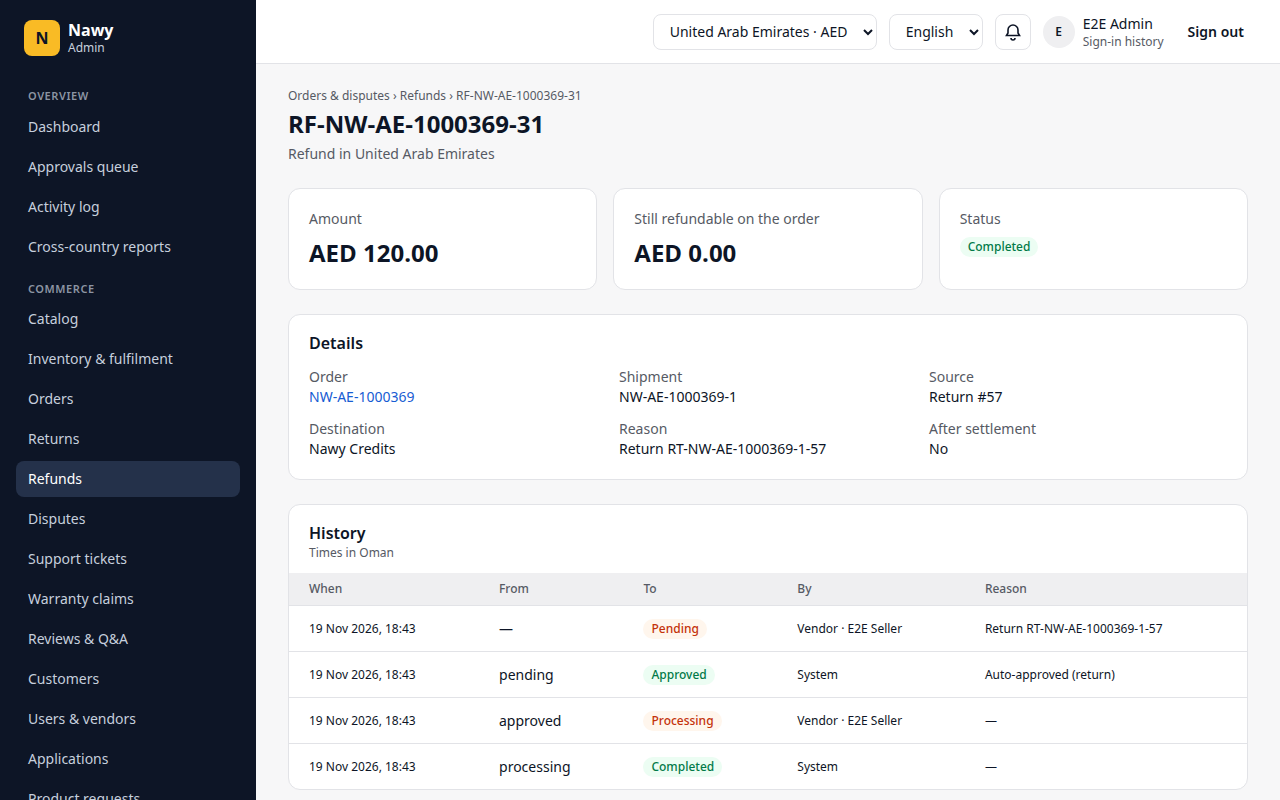 N
Nawy
Admin
United Arab Emirates · AED
English
E
E2E Admin
Sign-in history
Sign out
OVERVIEW
Dashboard
Approvals queue
Activity log
Cross-country reports
COMMERCE
Catalog
Inventory & fulfilment
Orders
Returns
Refunds
Disputes
Support tickets
Warranty claims
Reviews & Q&A
Customers
Users & vendors
Applications
Product requests
Orders & disputes › Refunds › RF-NW-AE-1000369-31
RF-NW-AE-1000369-31
Refund in United Arab Emirates
Amount
AED 120.00
Still refundable on the order
AED 0.00
Status
Completed
Details
Order Shipment Source
NW-AE-1000369 NW-AE-1000369-1 Return #57
Destination Reason After settlement
Nawy Credits Return RT-NW-AE-1000369-1-57 No
History
Times in Oman
When From To By Reason
19 Nov 2026, 18:43 — Pending Vendor · E2E Seller Return RT-NW-AE-1000369-1-57
19 Nov 2026, 18:43 pending Approved System Auto-approved (return)
19 Nov 2026, 18:43 approved Processing Vendor · E2E Seller —
19 Nov 2026, 18:43 processing Completed System —